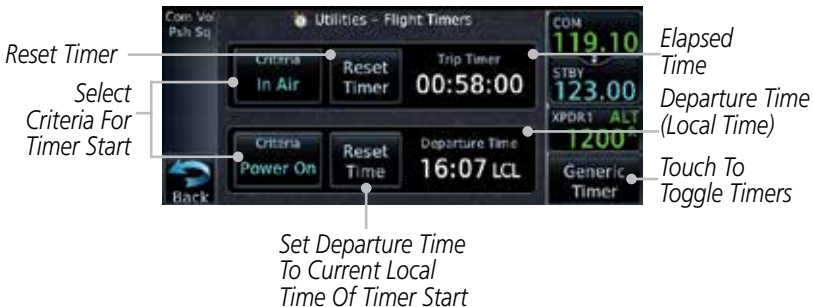 Com Vol
Psh Sq
Utilities – Flight Timers
COM
119.10
STBY
123.00
XPDR1 ALT
1200
Reset Timer
Select
Criteria For
Timer Start
Criteria
In Air
Reset
Timer
Trip Timer
00:58:00
Elapsed
Time
Departure Time
(Local Time)
Criteria
Power On
Reset
Time
Departure Time
16:07 LCL
Back
Generic
Timer
Touch To
Toggle Timers
Set Departure Time
To Current Local
Time Of Timer Start